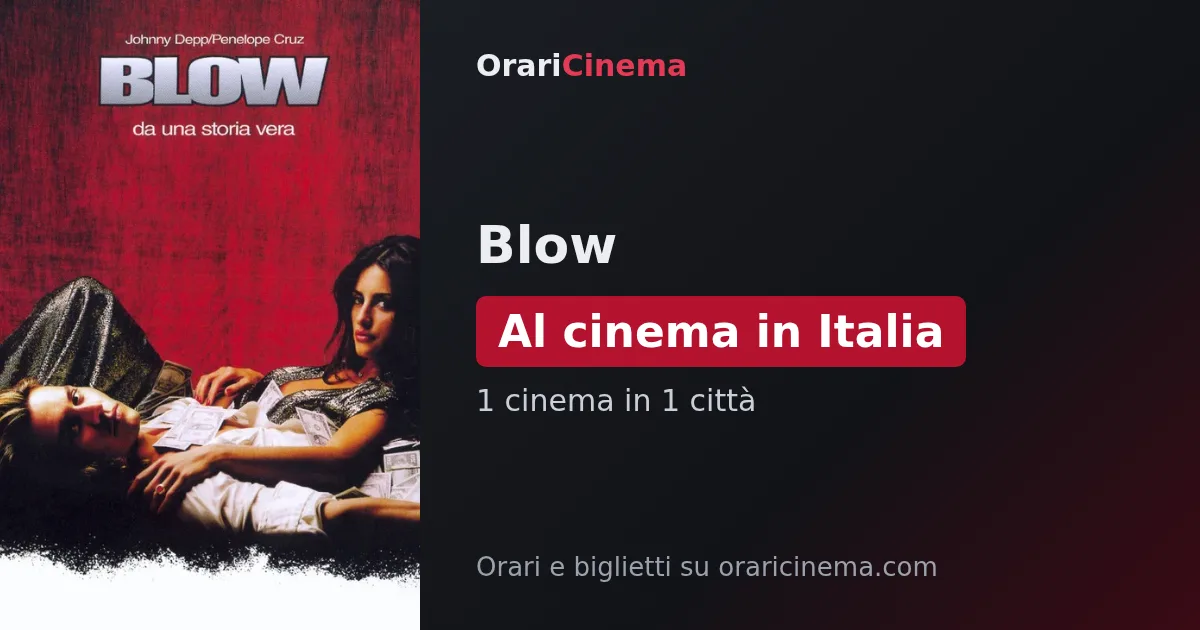 Johnny Depp/Penelope Cruz
BLOW
da una storia vera
OrariCinema
Blow
Al cinema in Italia
1 cinema in 1 città
Orari e biglietti su oraricinema.com